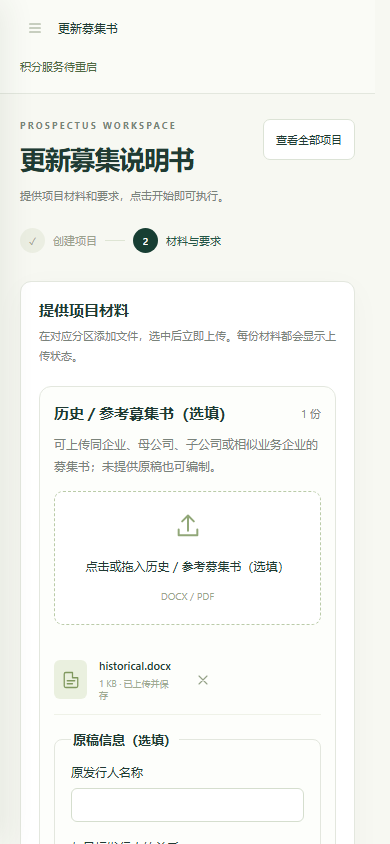 更新募集书
积分服务待重启
PROSPECTUS WORKSPACE
查看全部项目
更新募集说明书
提供项目材料和要求，点击开始即可执行。
✓ 创建项目
2 材料与要求
提供项目材料
在对应分区添加文件，选中后立即上传。每份材料都会显示上
传状态。
历史 / 参考募集书（选填）
1 份
可上传同企业、母公司、子公司或相似业务企业的
募集书；未提供原稿也可编制。
点击或拖入历史 / 参考募集书（选填）
DOCX / PDF
historical.docx
1 KB · 已上传并保
存
原稿信息（选填）
原发行人名称